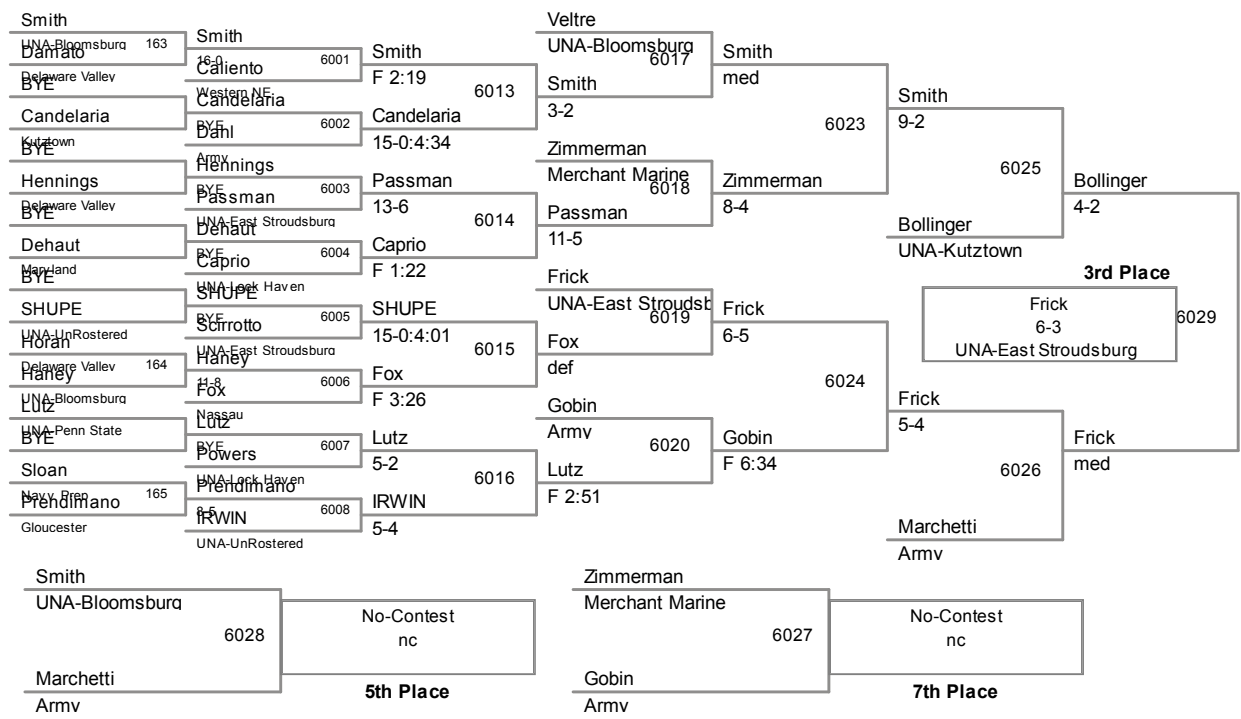 Smith
UNA-Bloomsburg
163
Damato
Delaware Valley
BYE
Candelaria
Kutztown
BYE
Hennings
Delaware Valley
BYE
Dehaut
Maryland
BYE
SHUPE
UNA-UnRostered
Horan
Delaware Valley
164
Haney
UNA-Bloomsburg
Lutz
UNA-Penn State
BYE
Sloan
Navy Prep
165
Prendimano
Gloucester
Smith
16-0
6001
Caliento
Western NE
Candelaria
BYE
6002
Dahl
Army
Hennings
BYE
6003
Passman
UNA-East Stroudsburg
Dehaut
BYE
6004
Caprio
UNA-Lock Haven
SHUPE
BYE
6005
Scirrotto
UNA-East Stroudsburg
Haney
11-8
6006
Fox
Nassau
Lutz
BYE
6007
Powers
UNA-Lock Haven
Prendimano
8-5
6008
IRWIN
UNA-UnRostered
Smith
F 2:19
6013
Candelaria
15-0:4:34
Passman
13-6
6014
Caprio
F 1:22
SHUPE
15-0:4:01
6015
Fox
F 3:26
Lutz
5-2
6016
IRWIN
5-4
Veltre
UNA-Bloomsburg
6017
Smith
3-2
Zimmerman
Merchant Marine
6018
Passman
11-5
Frick
UNA-East Stroudsb
6019
Fox
def
Gobin
Army
6020
Lutz
F 2:51
Smith
med
6023
Zimmerman
8-4
Frick
6-5
6024
Gobin
F 6:34
Smith
9-2
6025
Bollinger
UNA-Kutztown
Frick
5-4
6026
Marchetti
Army
Bollinger
4-2
3rd Place
Frick
6-3
UNA-East Stroudsburg
6029
Frick
med
Smith
UNA-Bloomsburg
6028
Marchetti
Army
No-Contest
nc
5th Place
Zimmerman
Merchant Marine
6027
Gobin
Army
No-Contest
nc
7th Place